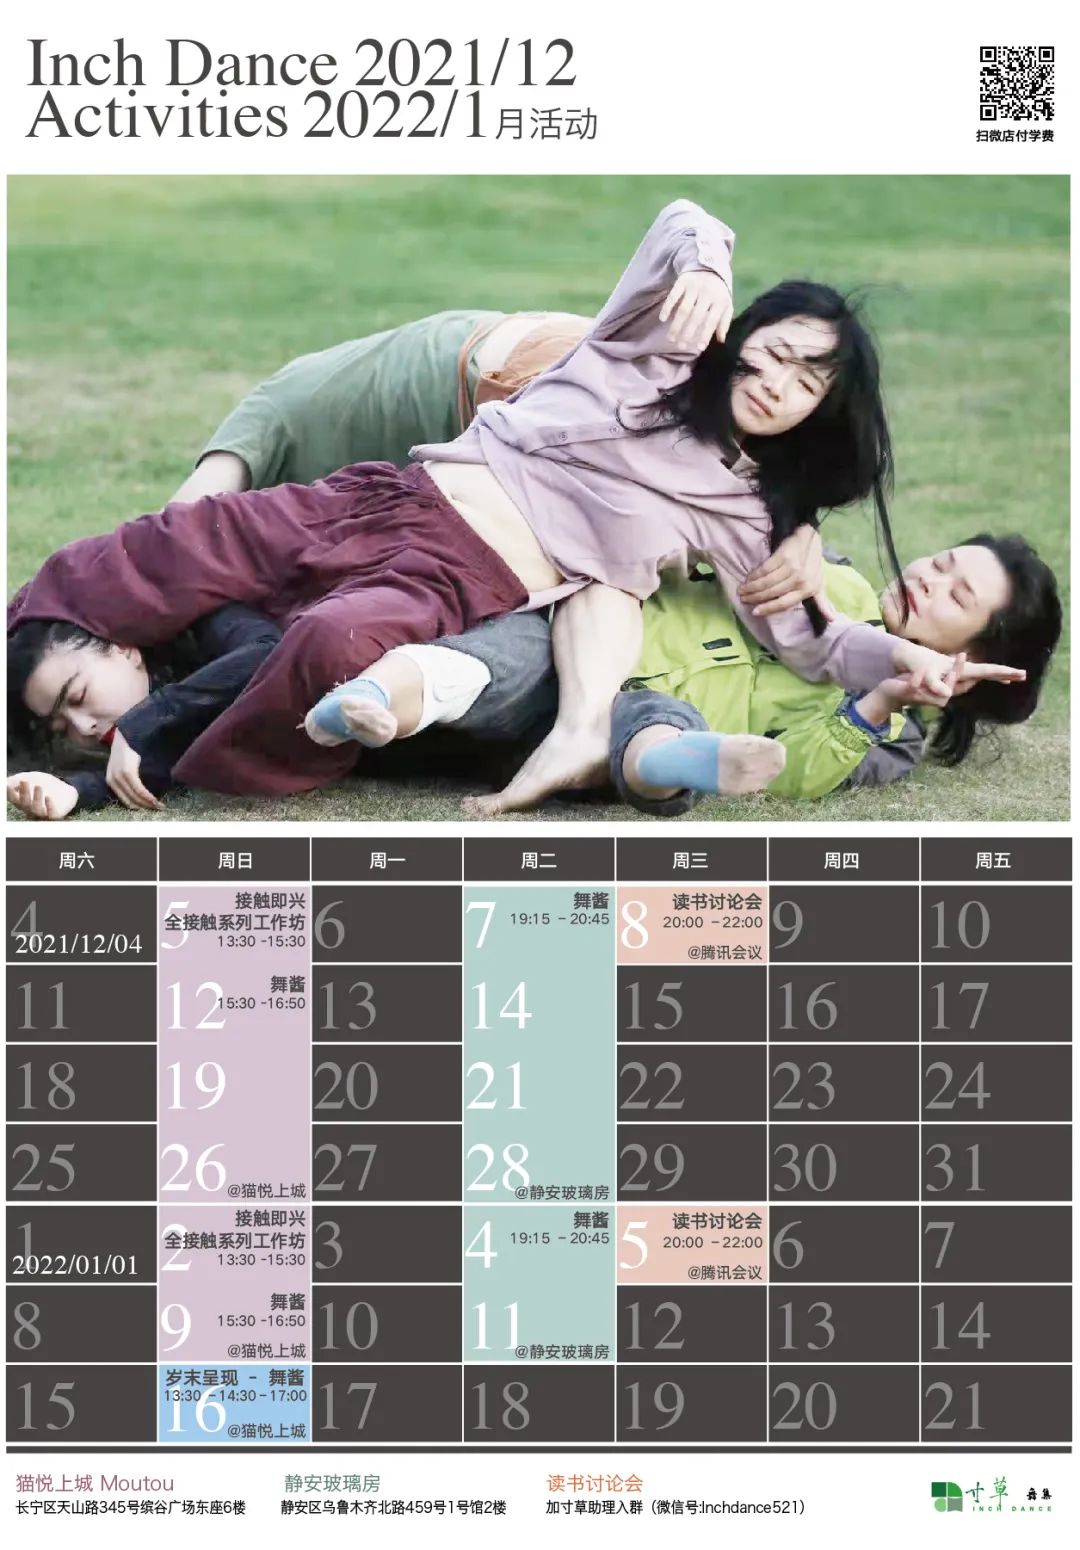 Inch Dance 2021/12
Activities 2022/1月活动
扫微店付学费
周六 周日 周一 周二 周三 周四 周五
4 2021/12/04
5 接触即兴
全接触系列工作坊
13:30 -15:30
6
7 舞酱
19:15 – 20:45
8 读书讨论会
20:00 – 22:00
@腾讯会议
9
10
11
12 舞酱
15:30 -16:50
13
14
15
16
17
18
19
20
21
22
23
24
25
26 @猫悦上城
27
28 @静安玻璃房
29
30
31
1 2022/01/01
2 接触即兴
全接触系列工作坊
13:30 -15:30
3
4 舞酱
19:15 – 20:45
5 读书讨论会
20:00 – 22:00
@腾讯会议
6
7
8
9 舞酱
15:30 -16:50
@猫悦上城
10
11 @静安玻璃房
12
13
14
15
16 岁末呈现 - 舞酱
13:30 – 14:30 – 17:00
@猫悦上城
17
18
19
20
21
猫悦上城 Moutou
长宁区天山路345号缤谷广场东座6楼
静安玻璃房
静安区乌鲁木齐北路459号1号馆2楼
读书讨论会
加寸草助理入群（微信号:Inchdance521）
寸草 舞集
INCH DANCE